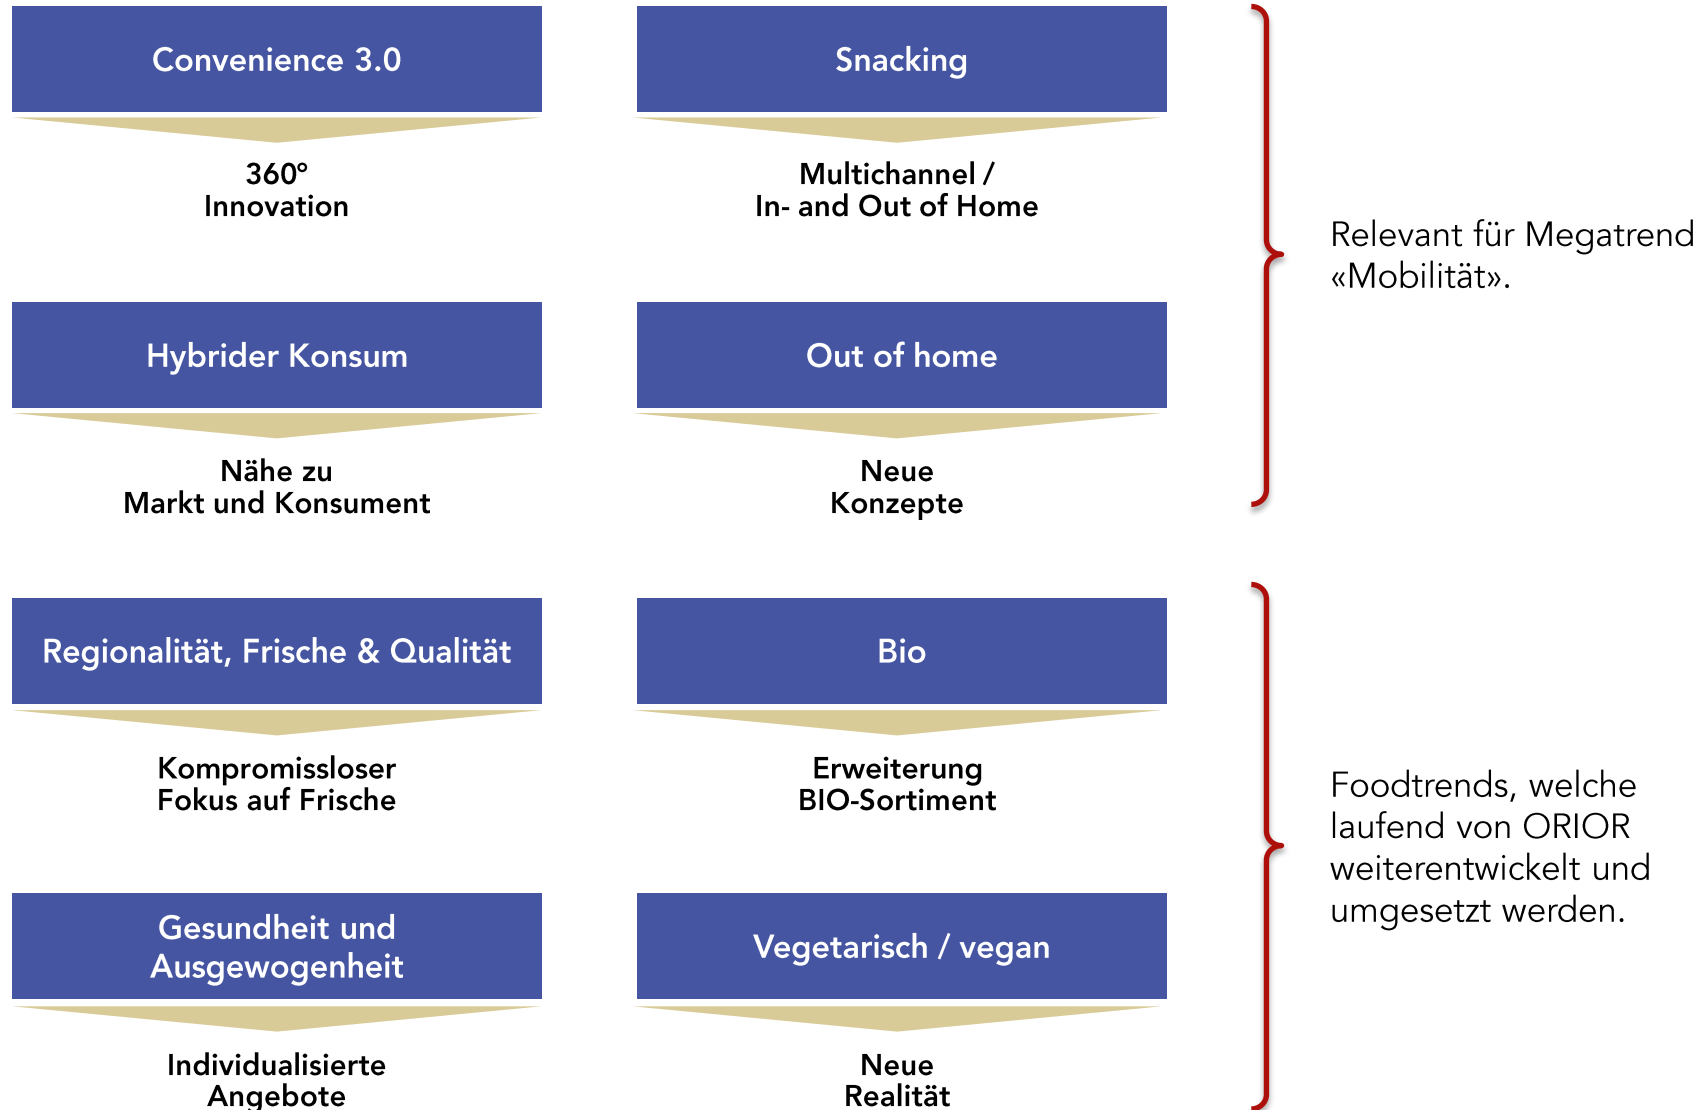 Convenience 3.0
360°
Innovation
Snacking
Multichannel /
In- and Out of Home
Hybrider Konsum
Nähe zu
Markt und Konsument
Out of home
Neue
Konzepte
Relevant für Megatrend
«Mobilität».
Regionalität, Frische & Qualität
Kompromissloser
Fokus auf Frische
Bio
Erweiterung
BIO-Sortiment
Gesundheit und
Ausgewogenheit
Individualisierte
Angebote
Vegetarisch / vegan
Neue
Realität
Foodtrends, welche
laufend von ORIOR
weiterentwickelt und
umgesetzt werden.